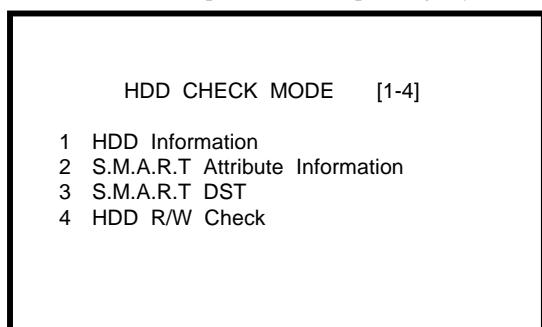 HDD CHECK MODE [1-4]
1 HDD Information
2 S.M.A.R.T Attribute Information
3 S.M.A.R.T DST
4 HDD R/W Check